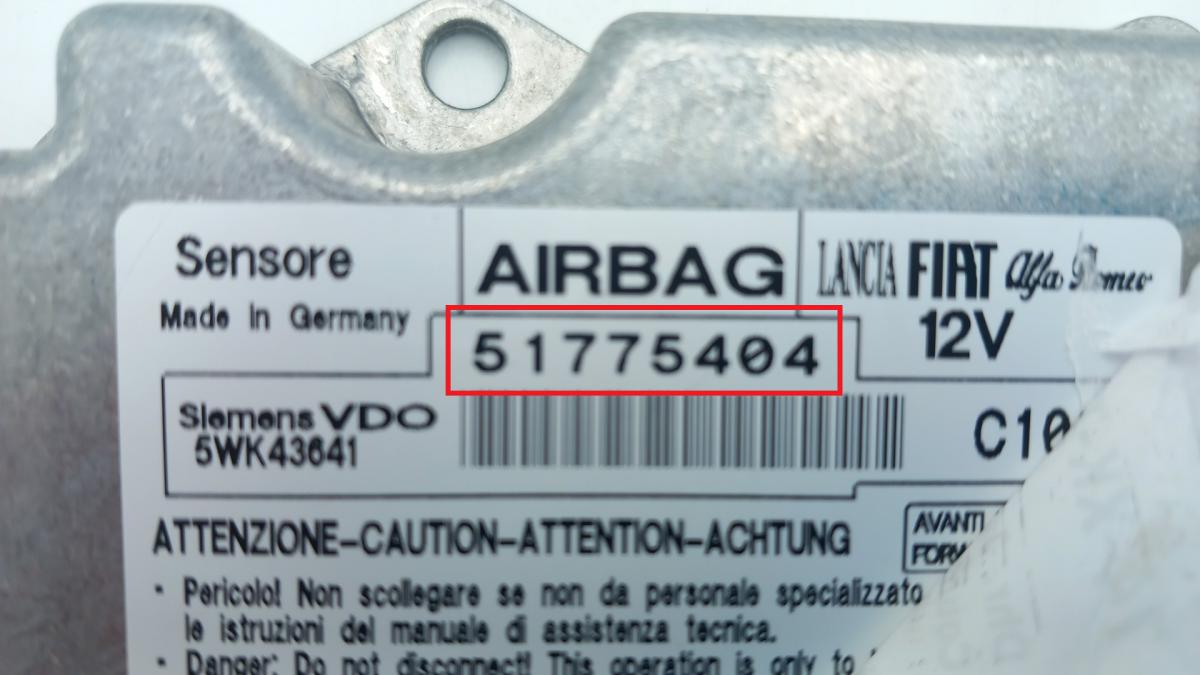 Sensore
AIRBAG
LANCIA FIAT Alfa Romeo
Made in Germany
51775404
12V
Siemens VDO
5WK43641
ATTENZIONE-CAUTION-ATTENTION-ACHTUNG
AVANTI
• Pericolo! Non scollegare se non da personale specializzato
le istruzioni del manuale di assistenza tecnica.
• Danger: Do not disconnect! This operation is only to